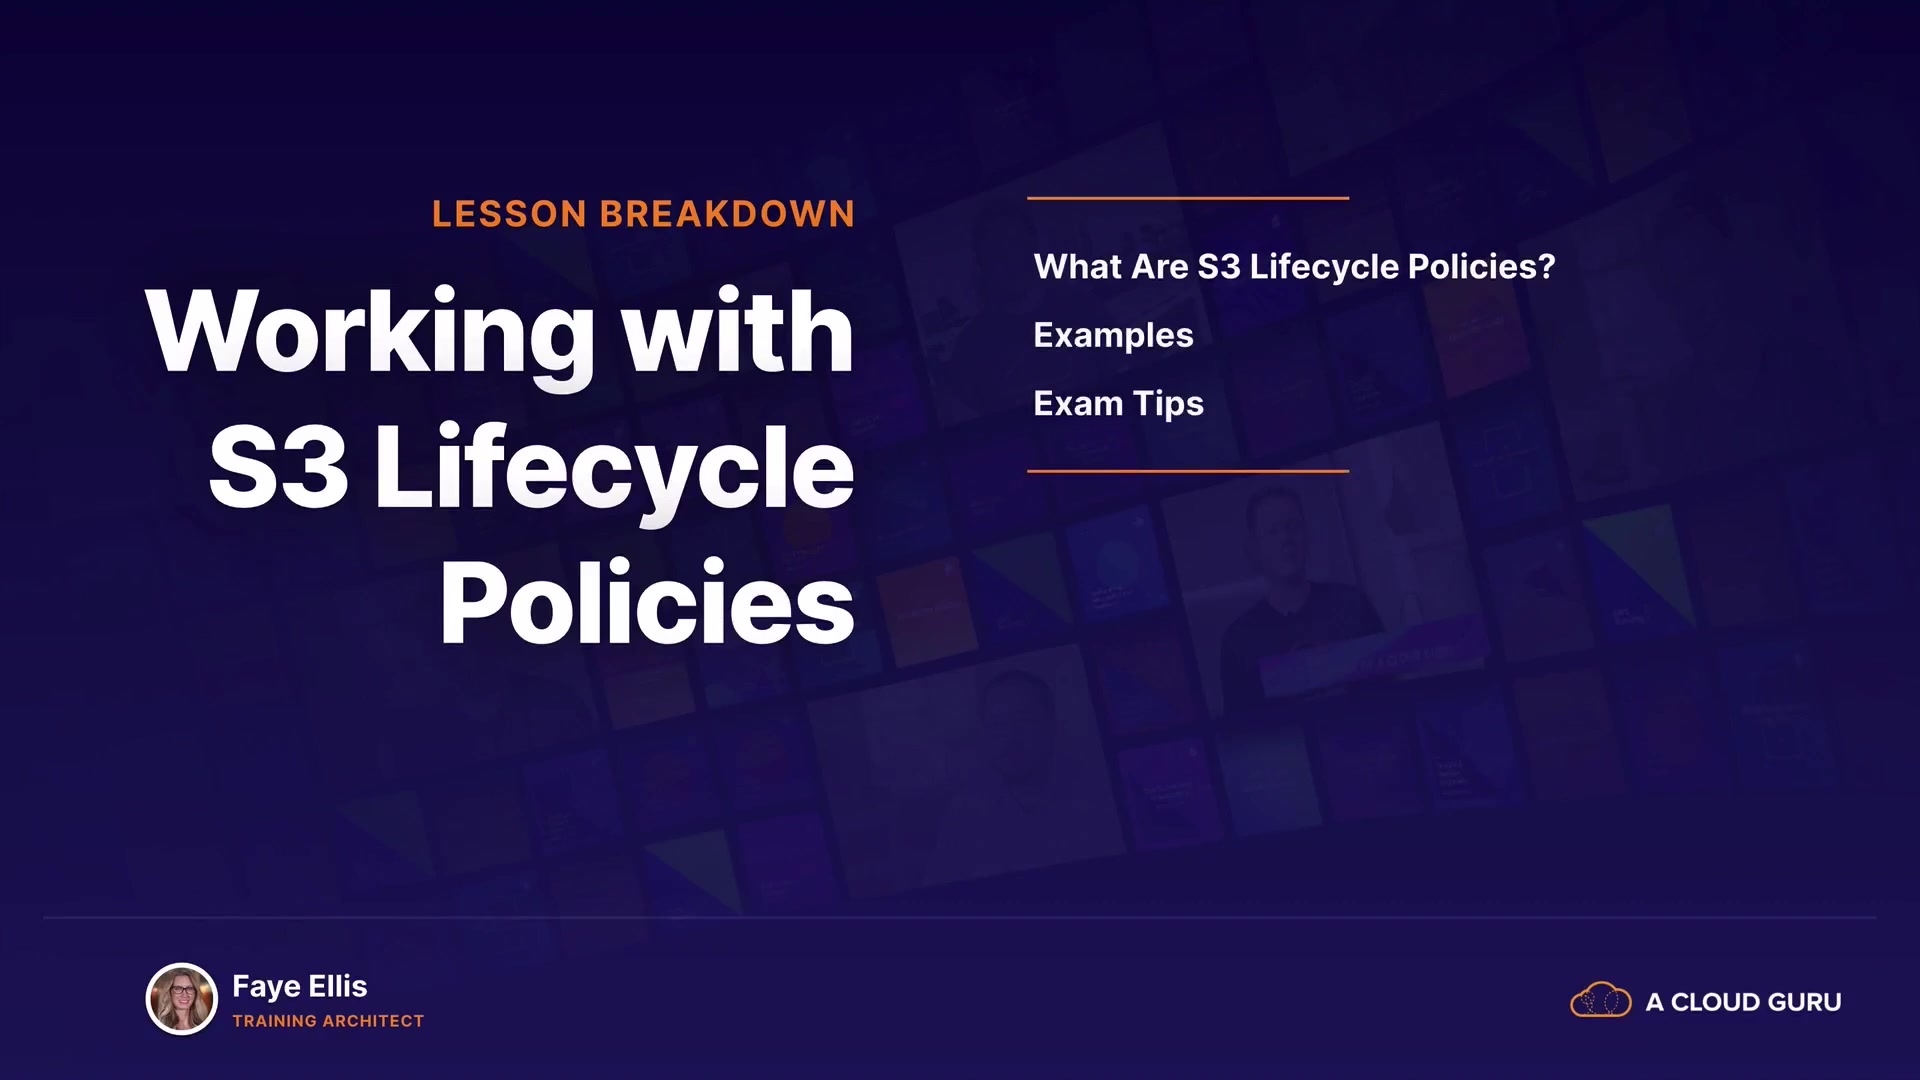 LESSON BREAKDOWN
Working with
S3 Lifecycle
Policies
What Are S3 Lifecycle Policies?
Examples
Exam Tips
Faye Ellis
TRAINING ARCHITECT
A CLOUD GURU